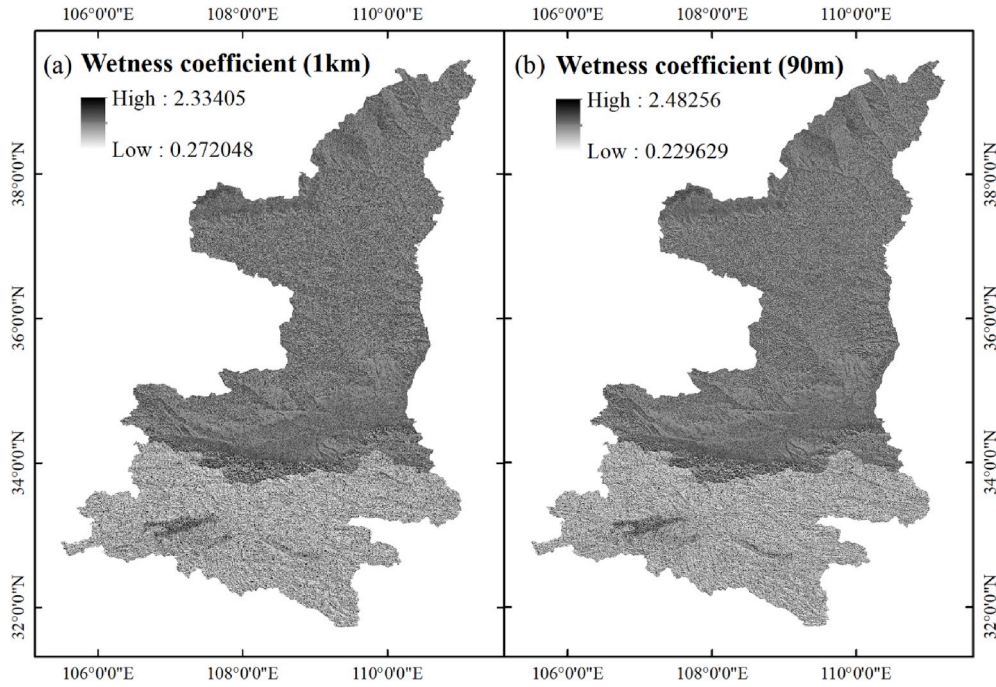 106°0'0"E 108°0'0"E 110°0'0"E 106°0'0"E 108°0'0"E 110°0'0"E
(a) Wetness coefficient (1km)
High : 2.33405
Low : 0.272048
(b) Wetness coefficient (90m)
High : 2.48256
Low : 0.229629
38°0'0"N
36°0'0"N
34°0'0"N
32°0'0"N
38°0'0"N
36°0'0"N
34°0'0"N
32°0'0"N
106°0'0"E 108°0'0"E 110°0'0"E 106°0'0"E 108°0'0"E 110°0'0"E